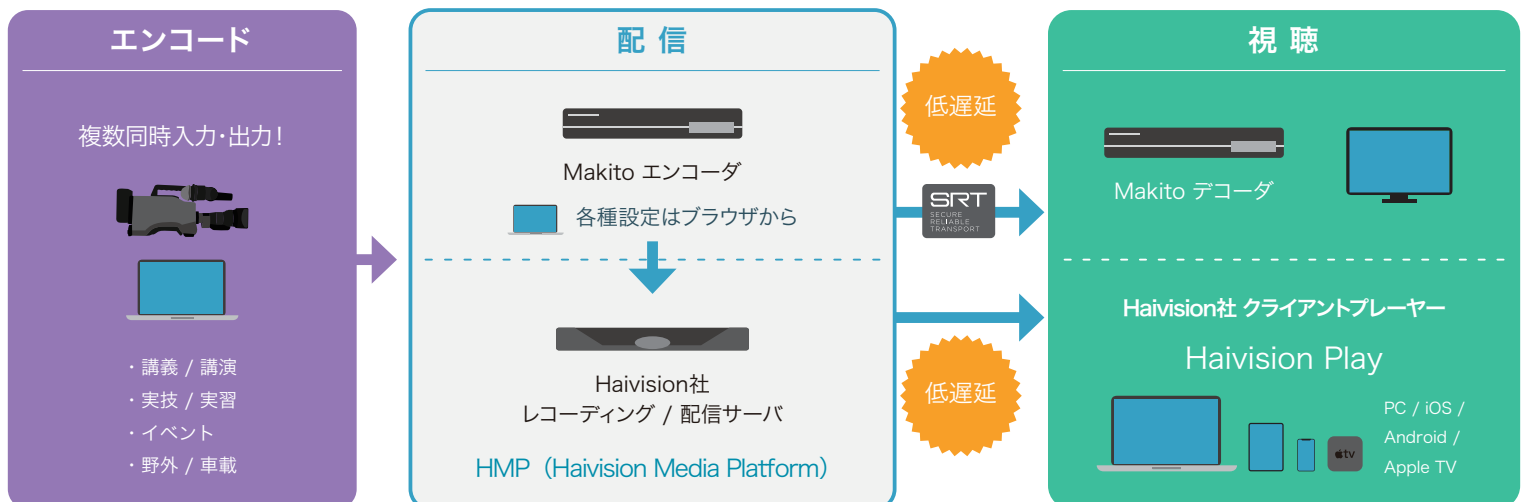 エンコード
複数同時入力・出力！
・講義 / 講演
・実技 / 実習
・イベント
・野外 / 車載
配 信
Makito エンコーダ
各種設定はブラウザから
Haivision社
レコーディング / 配信サーバ
HMP（Haivision Media Platform）
低遅延
SRT
SECURE
RELIABLE
TRANSPORT
低遅延
視 聴
Makito デコーダ
Haivision社 クライアントプレーヤー
Haivision Play
tv
PC / iOS /
Android /
Apple TV